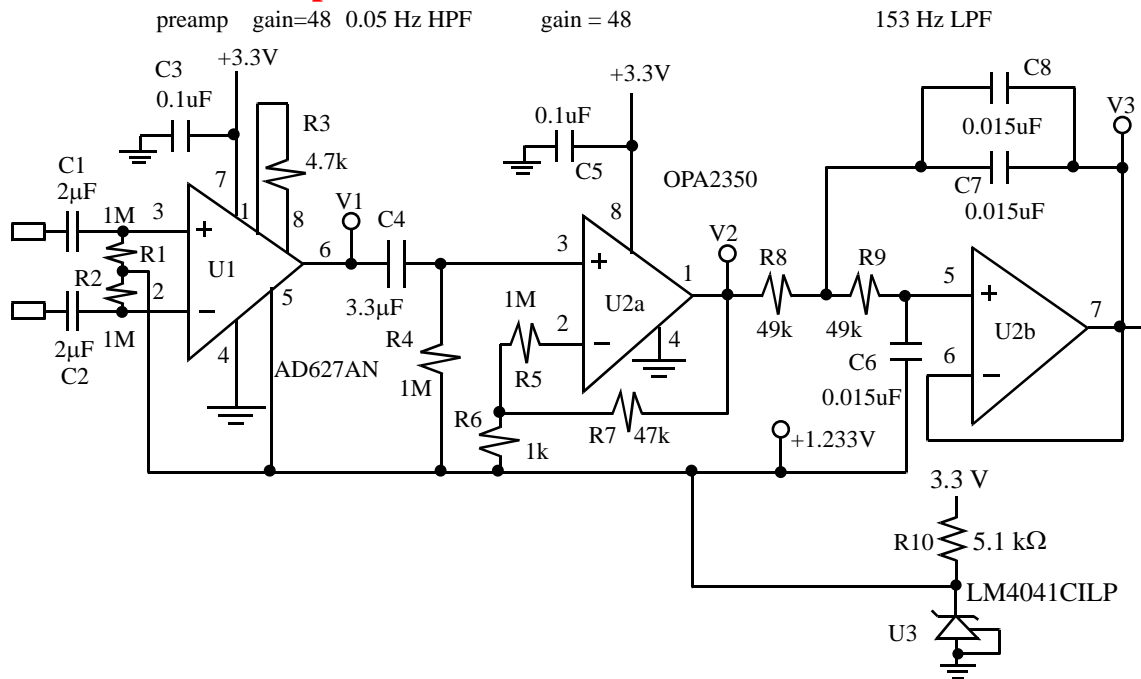 preamp gain=48 0.05 Hz HPF gain = 48 153 Hz LPF
+3.3V
C3
0.1uF
R3
4.7k
7
1
8
C1
2µF
1M
3
+
R1
U1
R2
2
−
1M
2µF
C2
4
5
6
AD627AN
V1
C4
3.3µF
R4
1M
+3.3V
0.1uF
C5
OPA2350
8
3
+
1
U2a
1M
2
−
4
R5
R6
1k
R7
47k
V2
R8
49k
R9
49k
C6
0.015uF
+1.233V
C8
0.015uF
C7
0.015uF
V3
5
+
7
U2b
6
−
3.3 V
R10
5.1 kΩ
LM4041CILP
U3